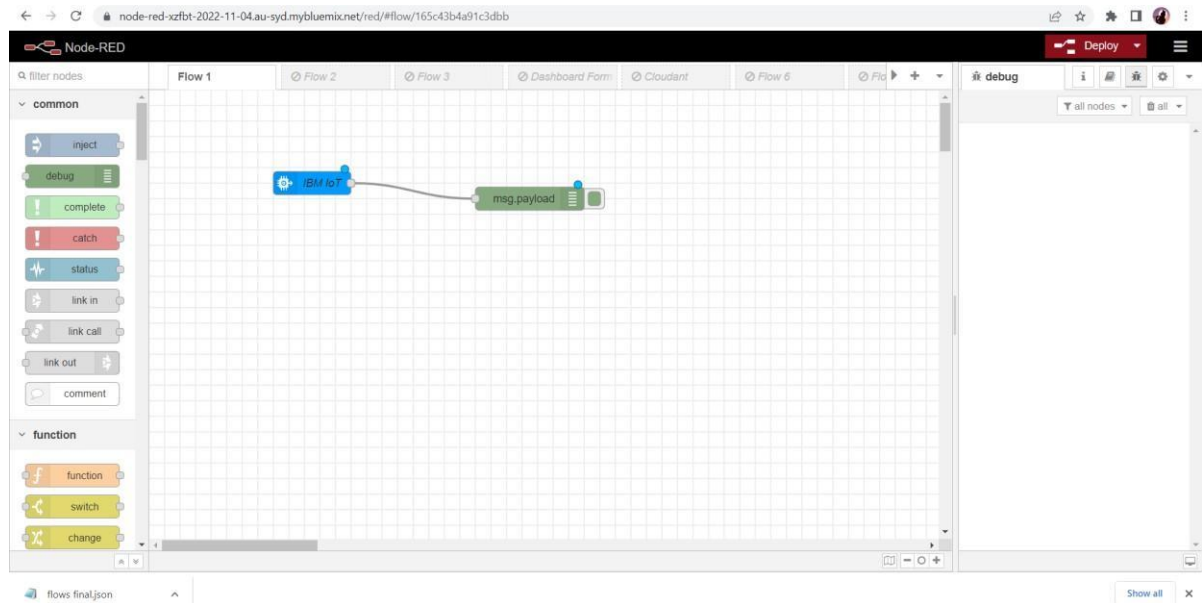 node-red-xzfbt-2022-11-04.au-syd.mybluemix.net/red/#flow/165c43b4a91c3dbb
Node-RED
Deploy
filter nodes
Flow 1
Flow 2
Flow 3
Dashboard Form
Cloudant
Flow 6
Flo
debug
i
common
all nodes
all
inject
debug
complete
catch
status
link in
link call
link out
comment
IBM IoT
msg.payload
function
function
switch
change
flows final.json
Show all